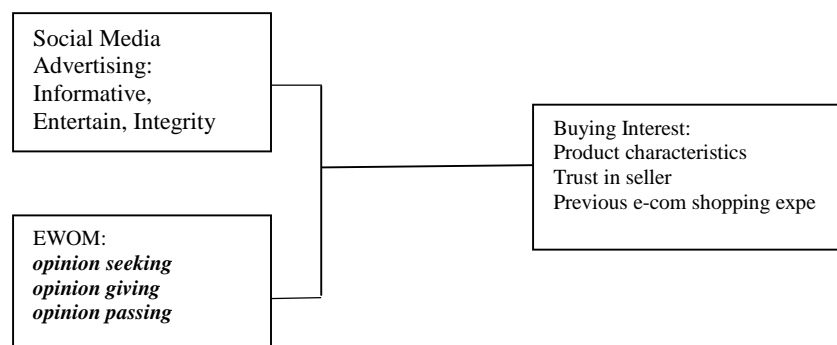 Social Media
Advertising:
Informative,
Entertain, Integrity
Buying Interest:
Product characteristics
Trust in seller
Previous e-com shopping expe
EWOM:
opinion seeking
opinion giving
opinion passing